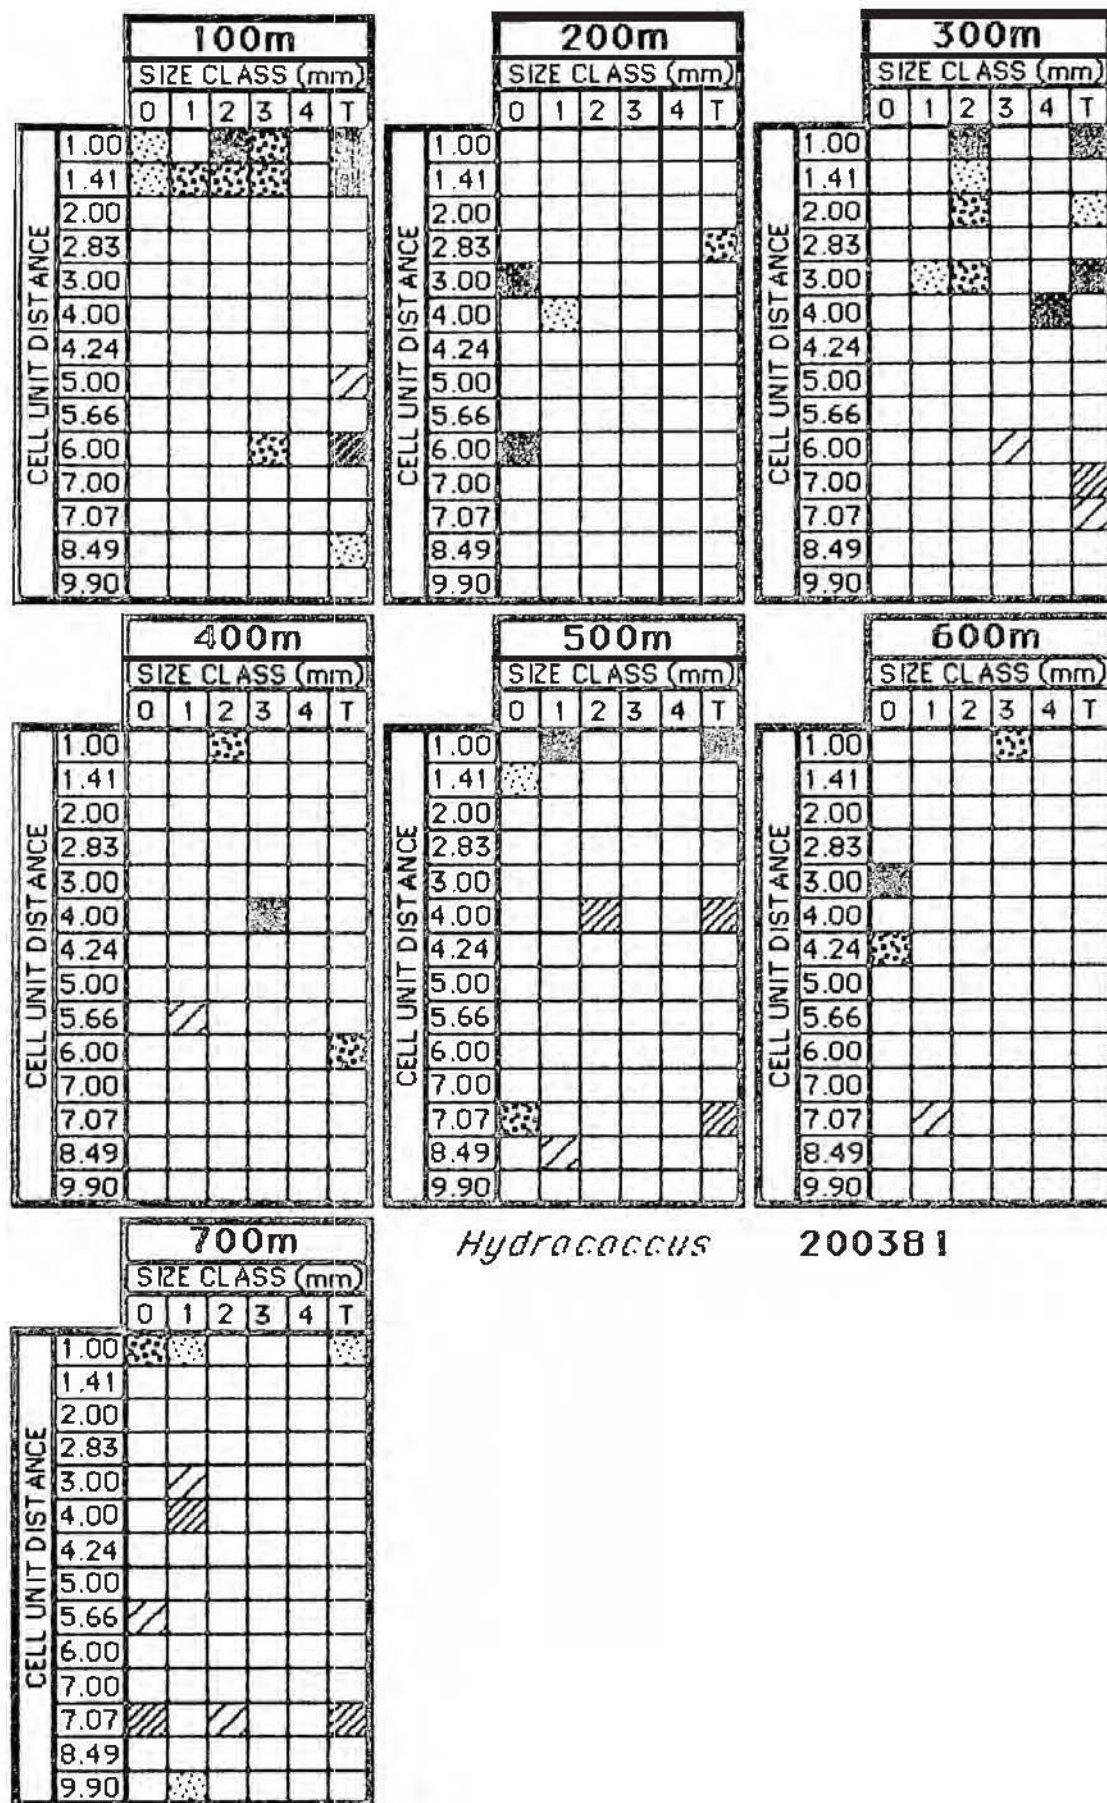 100m 200m 300m
SIZE CLASS (mm) SIZE CLASS (mm) SIZE CLASS (mm)
0 1 2 3 4 T 0 1 2 3 4 T 0 1 2 3 4 T
CELL UNIT DISTANCE CELL UNIT DISTANCE CELL UNIT DISTANCE
1.00 1.00 1.00
1.41 1.41 1.41
2.00 2.00 2.00
2.83 2.83 2.83
3.00 3.00 3.00
4.00 4.00 4.00
4.24 4.24 4.24
5.00 5.00 5.00
5.66 5.66 5.66
6.00 6.00 6.00
7.00 7.00 7.00
7.07 7.07 7.07
8.49 8.49 8.49
9.90 9.90 9.90
400m 500m 600m
SIZE CLASS (mm) SIZE CLASS (mm) SIZE CLASS (mm)
0 1 2 3 4 T 0 1 2 3 4 T 0 1 2 3 4 T
CELL UNIT DISTANCE CELL UNIT DISTANCE CELL UNIT DISTANCE
1.00 1.00 1.00
1.41 1.41 1.41
2.00 2.00 2.00
2.83 2.83 2.83
3.00 3.00 3.00
4.00 4.00 4.00
4.24 4.24 4.24
5.00 5.00 5.00
5.66 5.66 5.66
6.00 6.00 6.00
7.00 7.00 7.00
7.07 7.07 7.07
8.49 8.49 8.49
9.90 9.90 9.90
700m
Hydrococcus 200381
SIZE CLASS (mm)
0 1 2 3 4 T
CELL UNIT DISTANCE
1.00
1.41
2.00
2.83
3.00
4.00
4.24
5.00
5.66
6.00
7.00
7.07
8.49
9.90